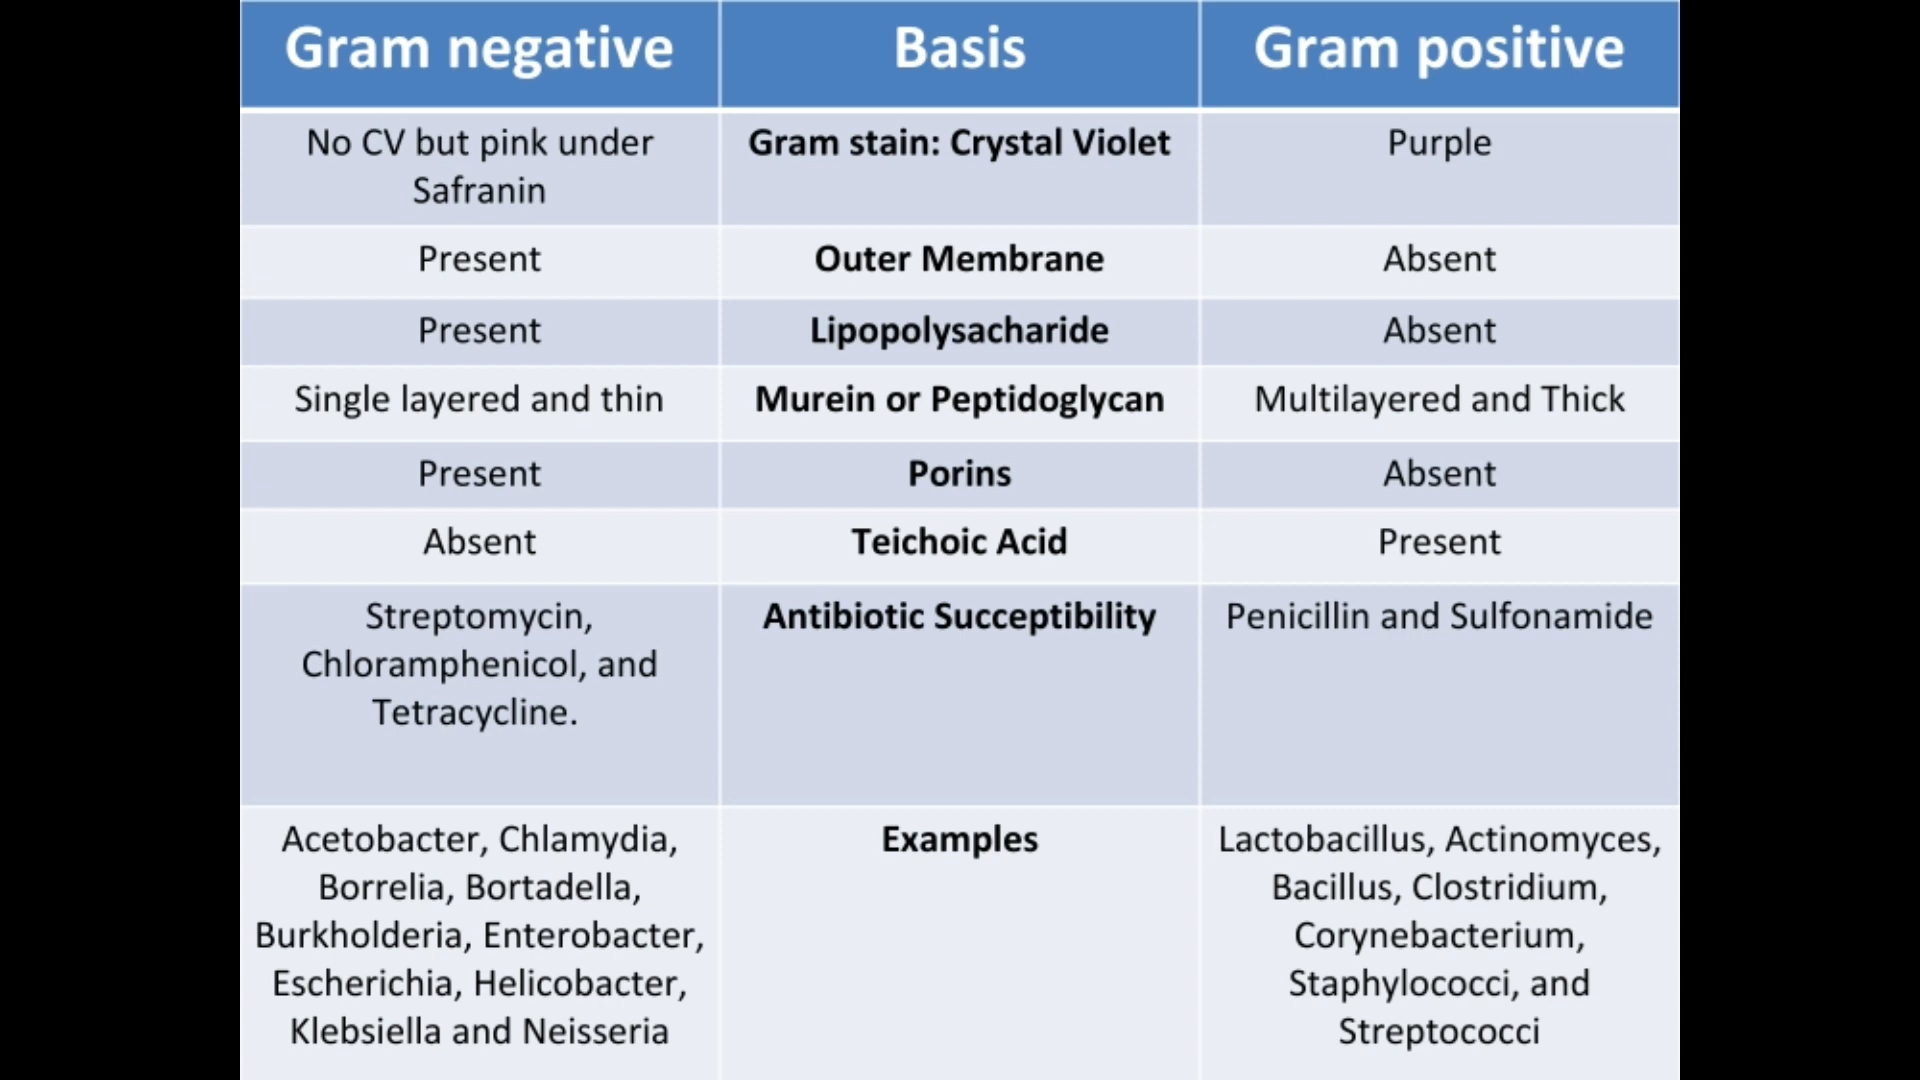 Gram negative Basis Gram positive
No CV but pink under Gram stain: Crystal Violet Purple
Safranin
Present Outer Membrane Absent
Present Lipopolysacharide Absent
Single layered and thin Murein or Peptidoglycan Multilayered and Thick
Present Porins Absent
Absent Teichoic Acid Present
Streptomycin, Antibiotic Succeptibility Penicillin and Sulfonamide
Chloramphenicol, and
Tetracycline.
Acetobacter, Chlamydia, Examples Lactobacillus, Actinomyces,
Borrelia, Bortadella, Bacillus, Clostridium,
Burkholderia, Enterobacter, Corynebacterium,
Escherichia, Helicobacter, Staphylococci, and
Klebsiella and Neisseria Streptococci